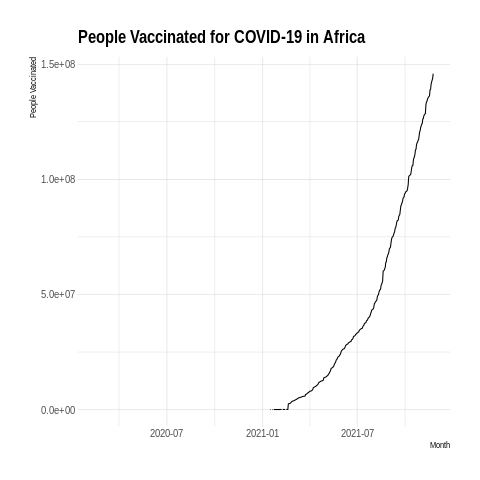 People Vaccinated for COVID-19 in Africa
People Vaccinated
1.5e+08
1.0e+08
5.0e+07
0.0e+00
2020-07
2021-01
2021-07
Month